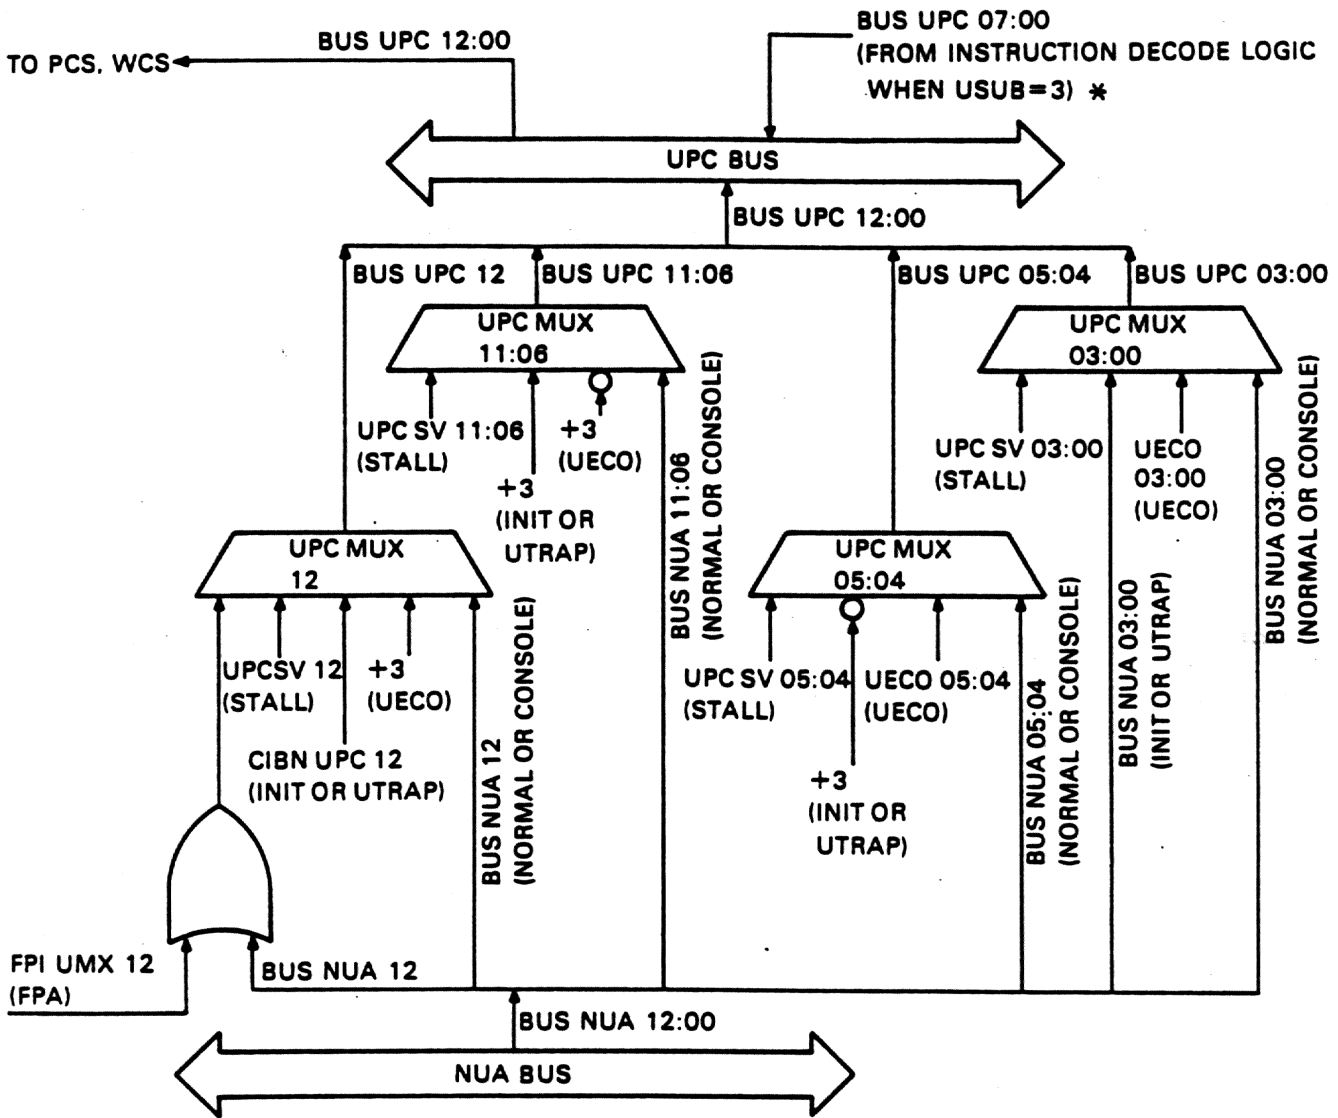 BUS UPC 12:00
TO PCS, WCS
BUS UPC 07:00
(FROM INSTRUCTION DECODE LOGIC
WHEN USUB=3) *
UPC BUS
BUS UPC 12:00
BUS UPC 12
BUS UPC 11:06
BUS UPC 05:04
BUS UPC 03:00
UPC MUX
11:06
UPC MUX
03:00
UPC SV 11:06
(STALL)
+3
(UECO)
+3
(INIT OR
UTRAP)
BUS NUA 11:06
(NORMAL OR CONSOLE)
UPC SV 03:00
(STALL)
UECO
03:00
(UECO)
BUS NUA 03:00
(INIT OR UTRAP)
BUS NUA 03:00
(NORMAL OR CONSOLE)
UPC MUX
12
UPC MUX
05:04
UPCSV 12
(STALL)
+3
(UECO)
CIBN UPC 12
(INIT OR UTRAP)
BUS NUA 12
(NORMAL OR CONSOLE)
UPC SV 05:04
(STALL)
UECO 05:04
(UECO)
+3
(INIT OR
UTRAP)
BUS NUA 05:04
(NORMAL OR CONSOLE)
FPI UMX 12
(FPA)
BUS NUA 12
BUS NUA 12:00
NUA BUS